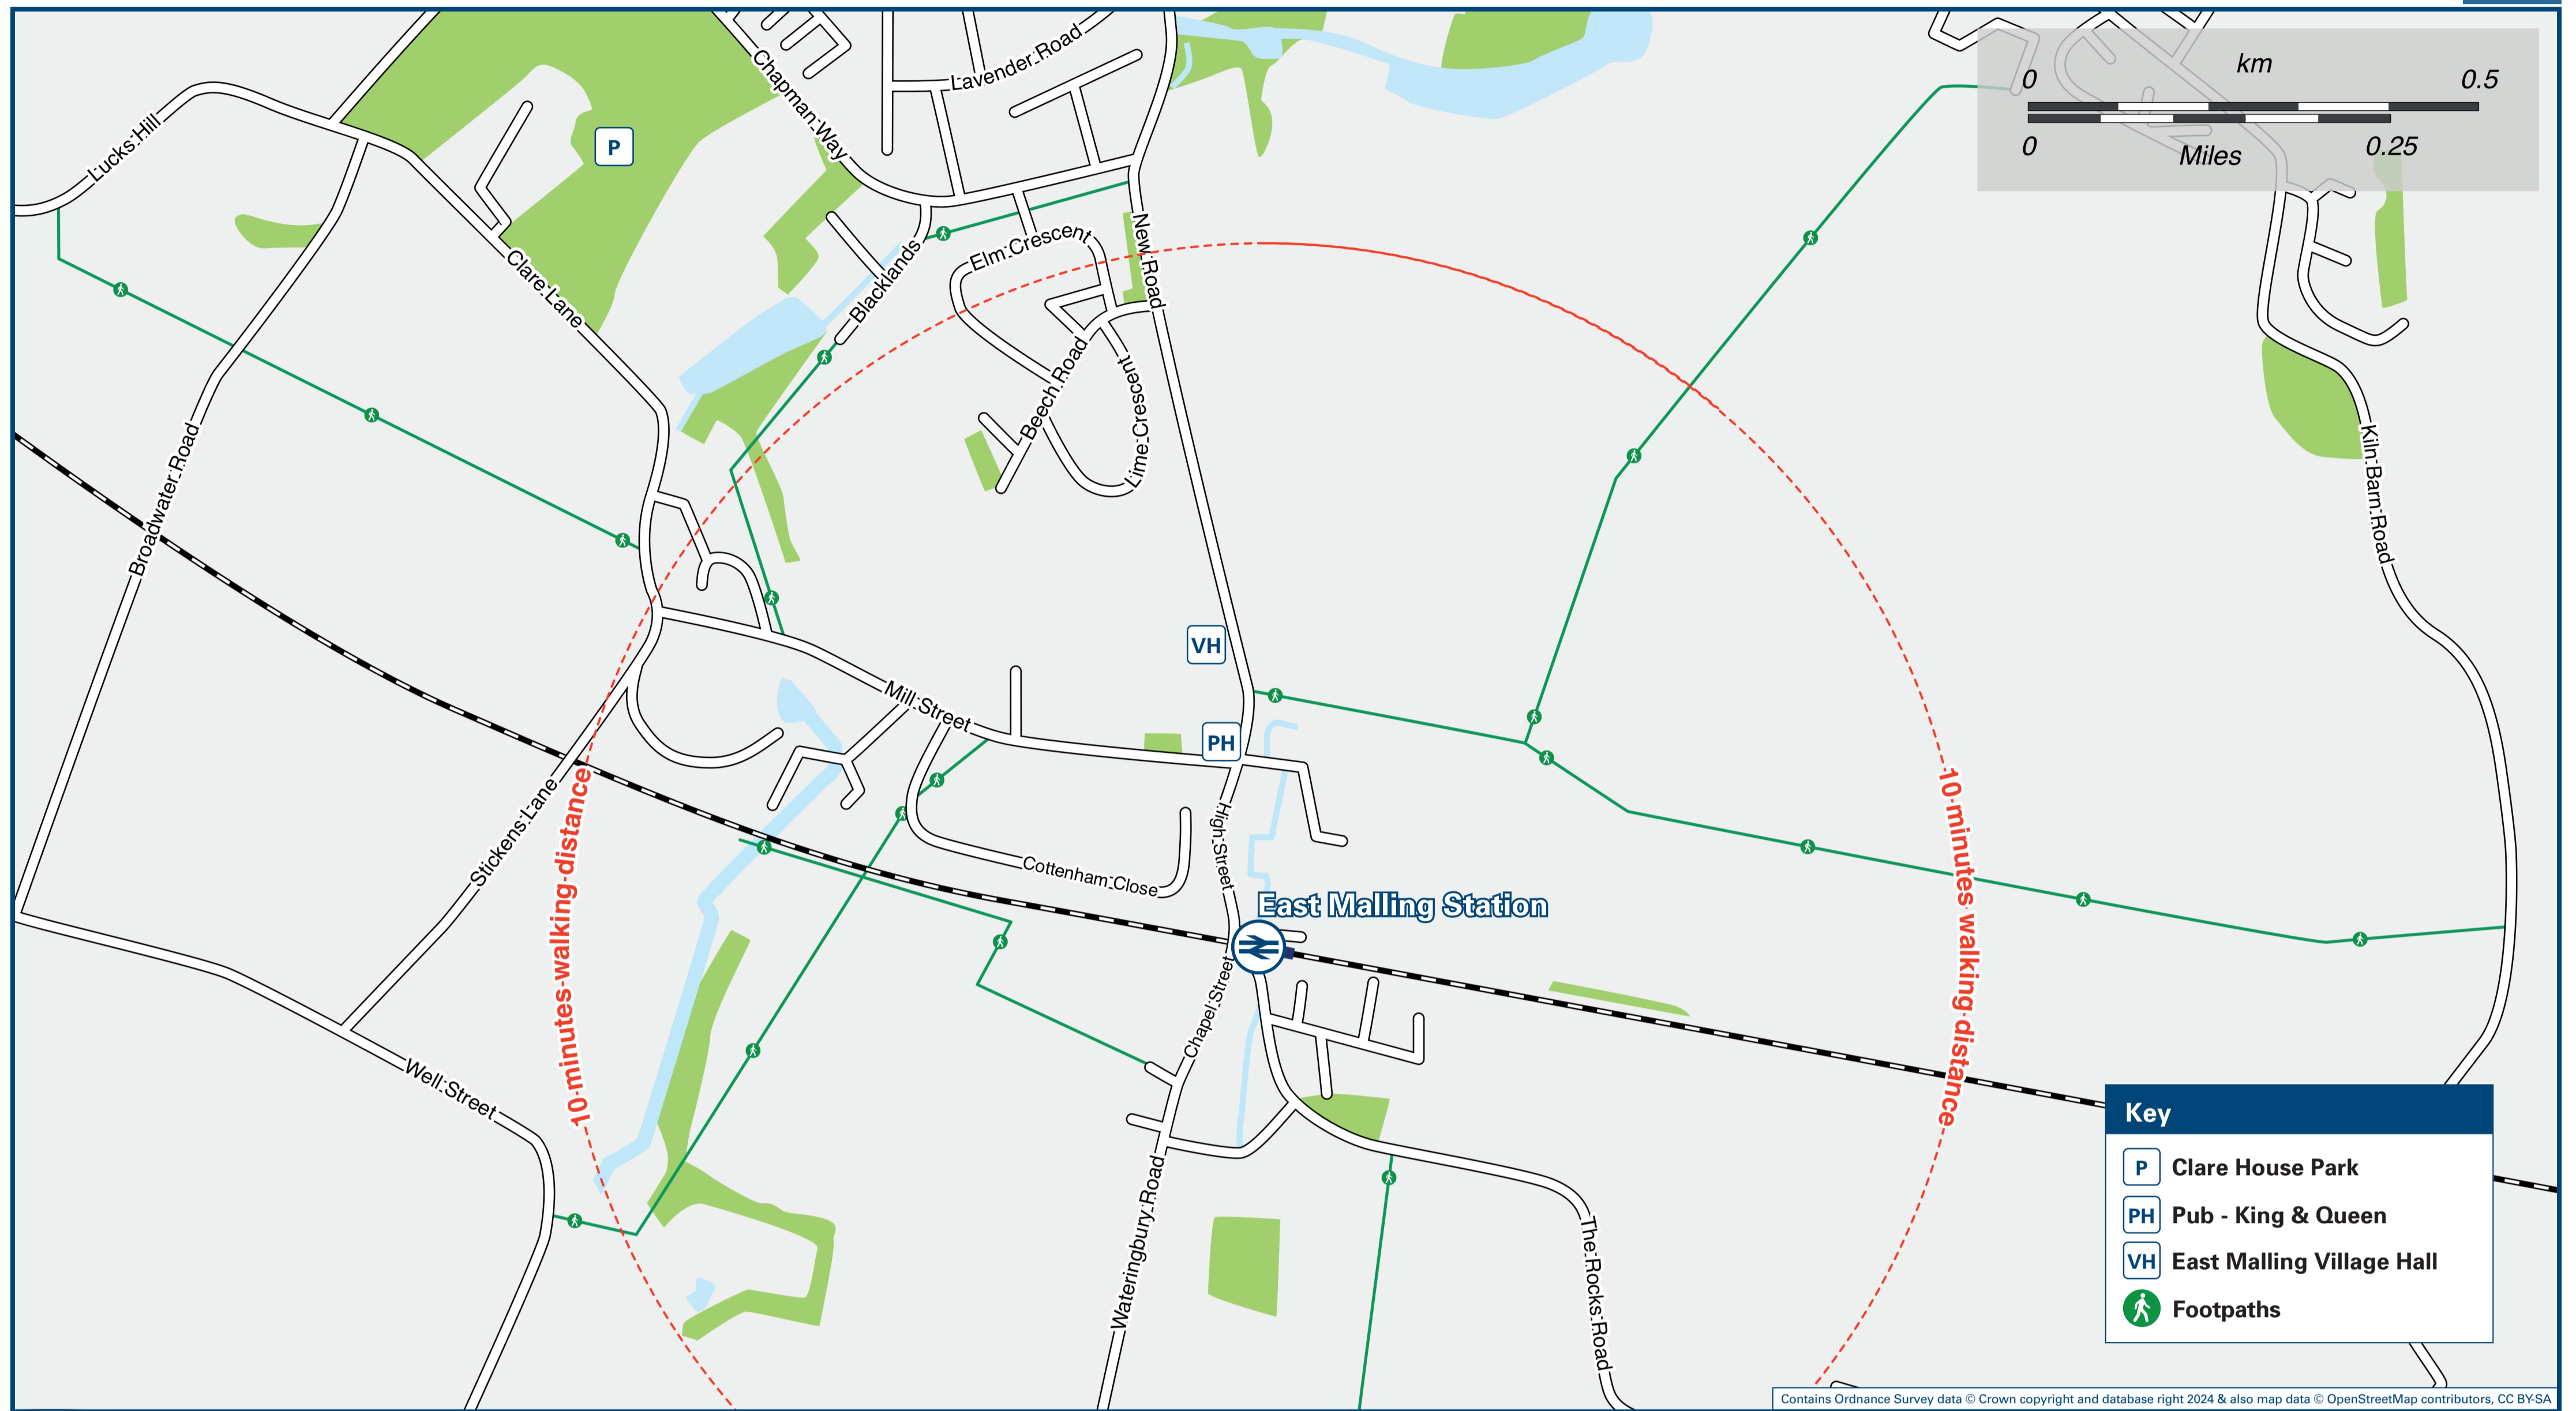 Chapman Way
Lavender Road
0
km
0.5
0
Miles
0.25
Lucks Hill
P
Clare Lane
Blacklands
Elm Crescent
New Road
Beech Road
Lime Crescent
Broadwater Road
Kiln Barn Road
VH
Mill Street
PH
Stickens Lane
High Street
Cottenham Close
10 minutes walking distance
10 minutes walking distance
East Malling Station
Chapel Street
Well Street
Wateringbury Road
The Rocks Road
Key
P Clare House Park
PH Pub - King & Queen
VH East Malling Village Hall
Footpaths
Contains Ordnance Survey data © Crown copyright and database right 2024 & also map data © OpenStreetMap contributors, CC BY-SA